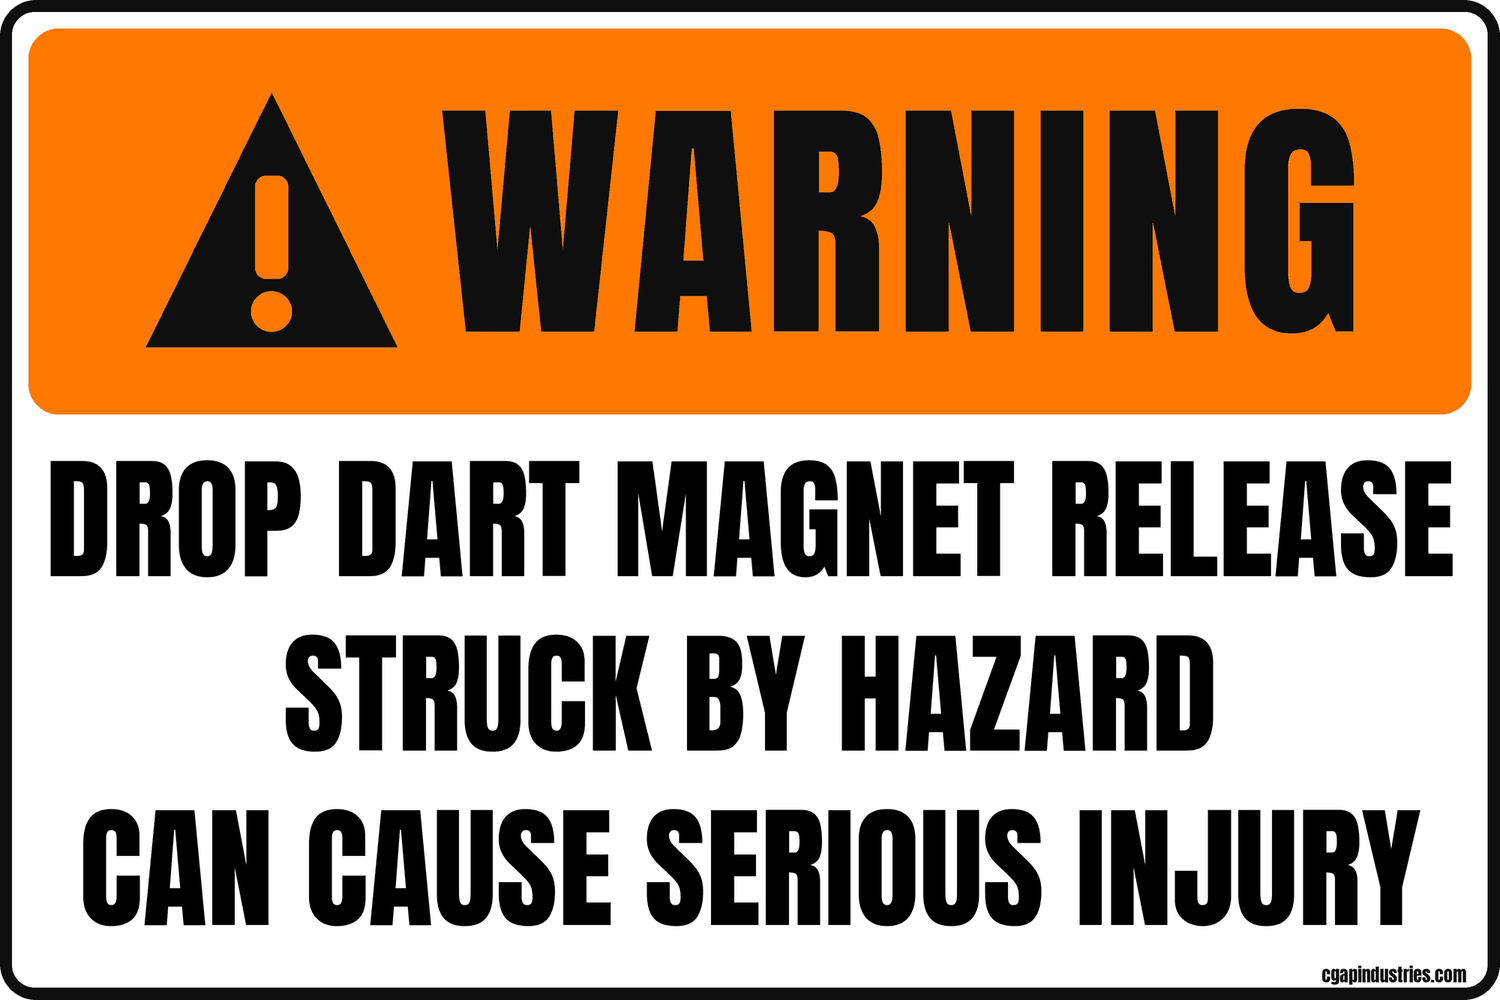 WARNING
DROP DART MAGNET RELEASE
STRUCK BY HAZARD
CAN CAUSE SERIOUS INJURY
cgapindustries.com